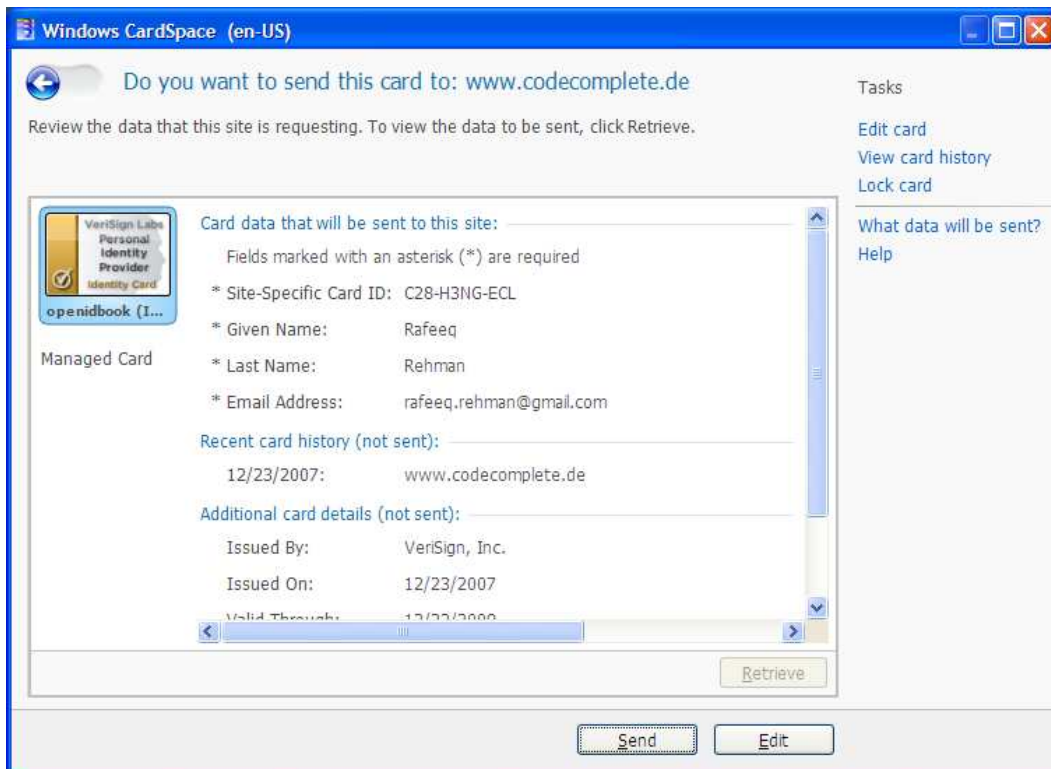 Windows CardSpace (en-US)
Do you want to send this card to: www.codecomplete.de
Review the data that this site is requesting. To view the data to be sent, click Retrieve.
VeriSign Labs
Personal
Identity
Provider
Identity Card
openidbook (I...
Managed Card
Card data that will be sent to this site:
Fields marked with an asterisk (*) are required
* Site-Specific Card ID: C28-H3NG-ECL
* Given Name: Rafeeq
* Last Name: Rehman
* Email Address: rafeeq.rehman@gmail.com
Recent card history (not sent):
12/23/2007: www.codecomplete.de
Additional card details (not sent):
Issued By: VeriSign, Inc.
Issued On: 12/23/2007
Valid Through:
Retrieve
Send Edit
Tasks
Edit card
View card history
Lock card
What data will be sent?
Help